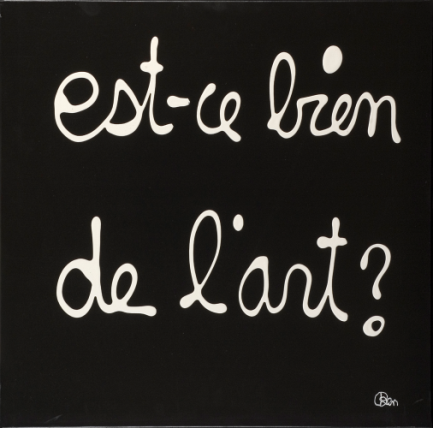 est-ce bien
de l'art?
Ben